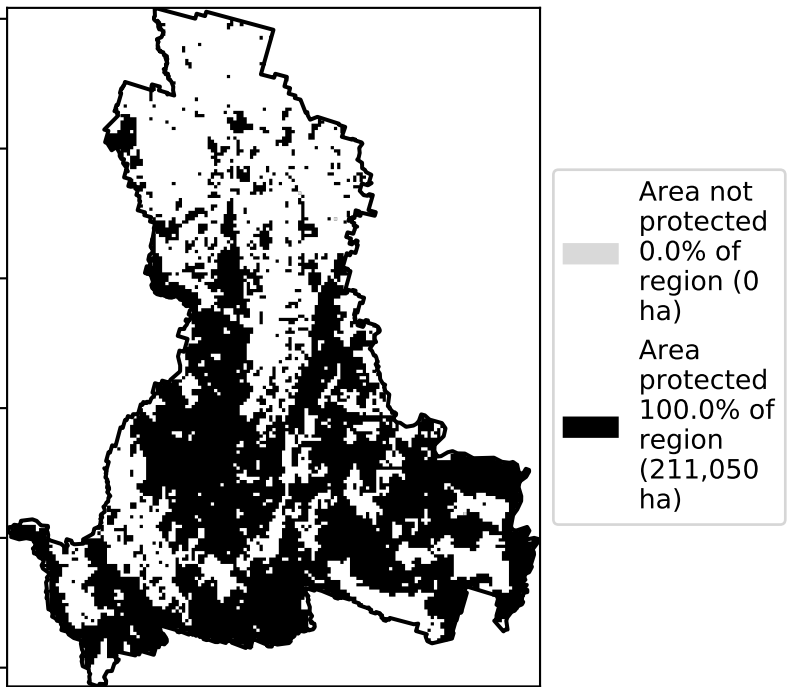 Area not
protected
0.0% of
region (0
ha)
Area
protected
100.0% of
region
(211,050
ha)